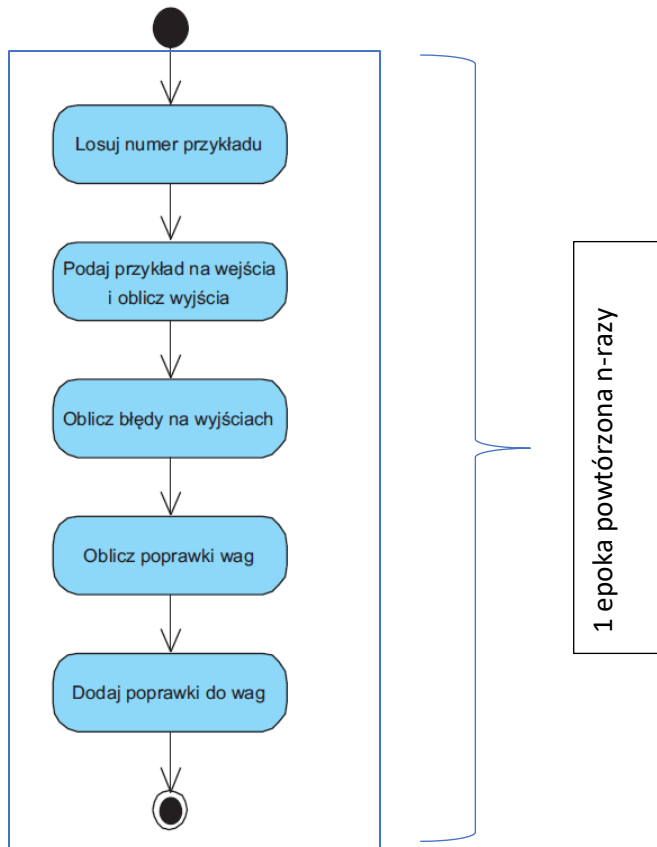 Losuj numer przykładu
Podaj przykład na wejścia
i oblicz wyjścia
Oblicz błędy na wyjściach
Oblicz poprawki wag
Dodaj poprawki do wag
1 epoka powtórzona n-razy